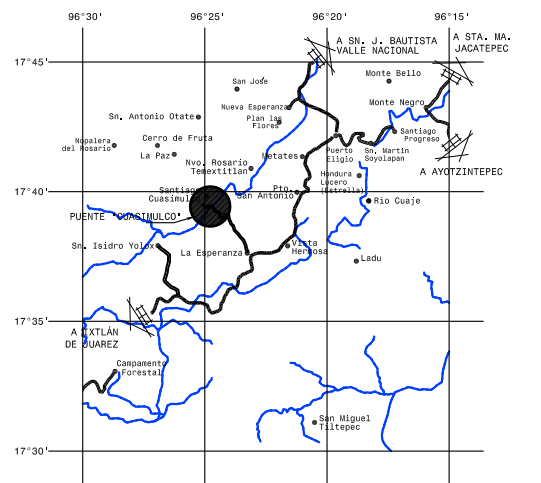 96°30'
96°25'
96°20'
96°15'
A SN. J. BAUTISTA
VALLE NACIONAL
A STA. MA.
JACATEPEC
17°45'
San José
Monte Bello
Nueva Esperanza
Monte Negro
Sn. Antonio Otate
Plan las
Flores
Santiago
Progreso
Nopalera
del Rosario
Cerro de Fruta
La Paz
Metates
Puerto
Eligio
Sn. Martín
Soyolapan
Nvo. Rosario
Temextitlan
A AYOTZINTEPEC
Hondura
Lucero
(Estrella)
17°40'
Santiago
Cuasimulco
Pto.
San Antonio
Rio Cuaje
PUENTE "CUASIMULCO"
Sn. Isidro Yolox
La Esperanza
Vista
Hermosa
Ladu
17°35'
A IXTLÁN
DE JUAREZ
Campamento
Forestal
San Miguel
Tiltepec
17°30'